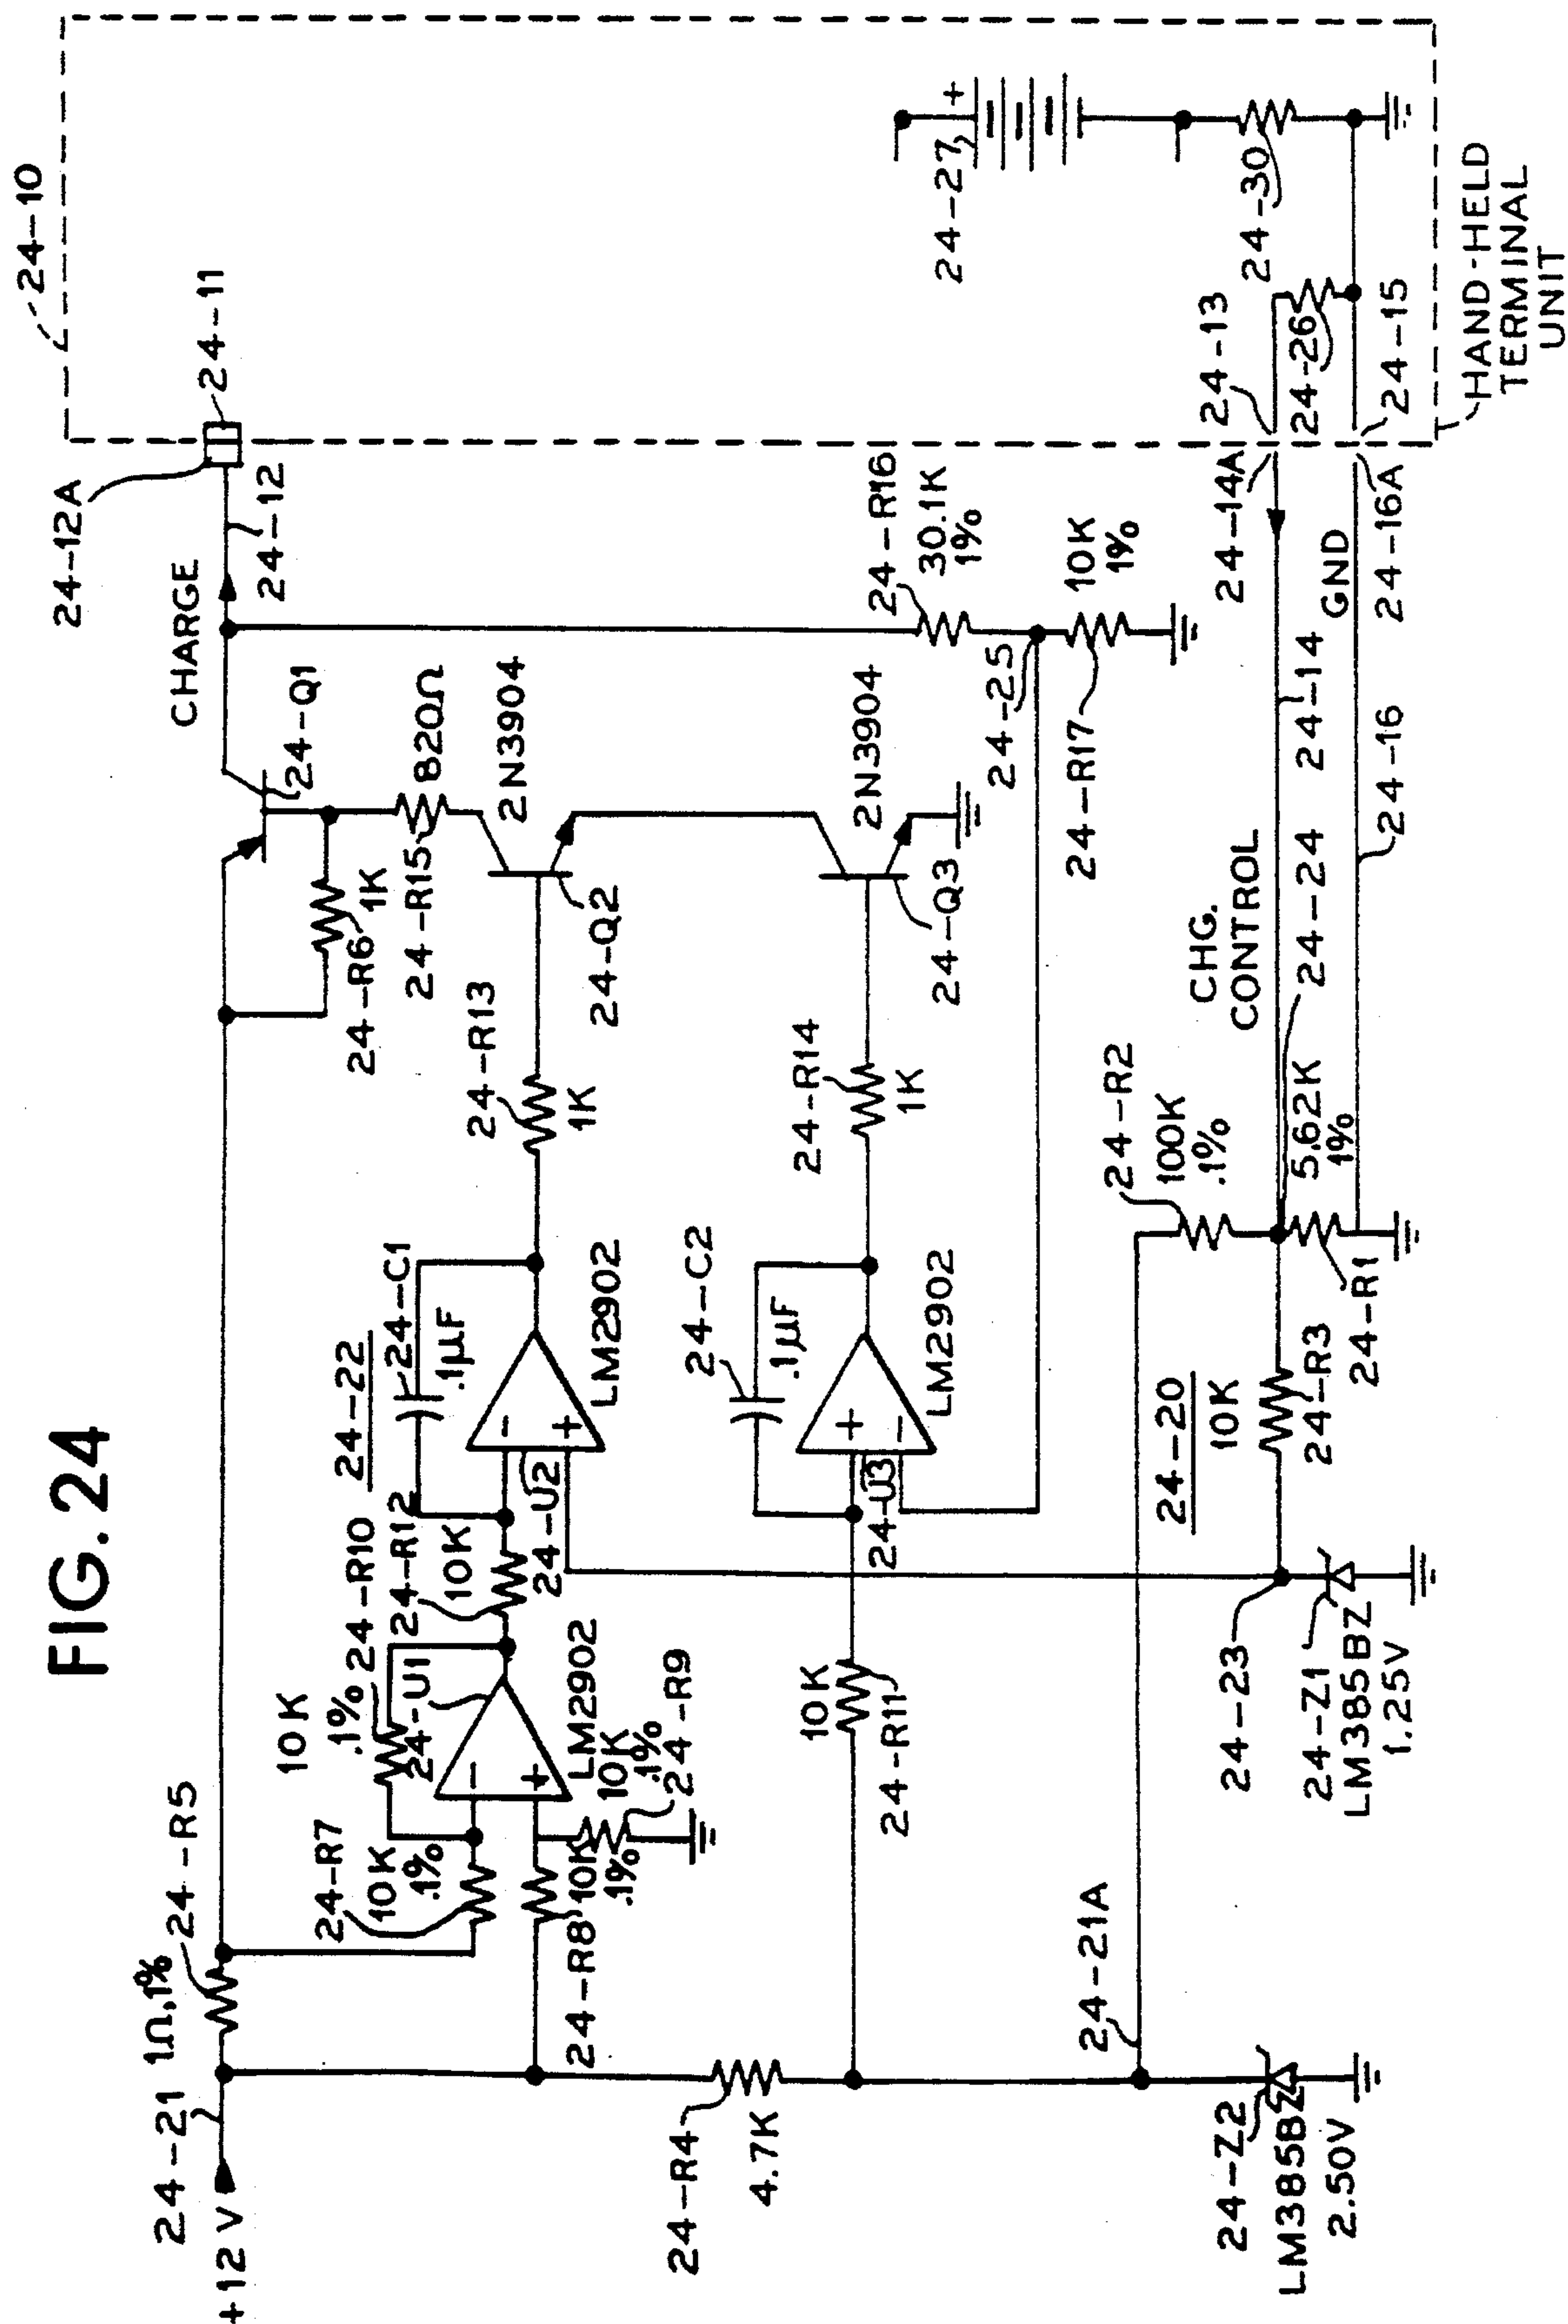 FIG. 24
24-10
24-11
24-12A
24-12
CHARGE
24-Q1
24-R6
1K
24-R15
820Ω
2N3904
24-Q2
24-R13
1K
24-R5
1Ω, 1%
24-21
+12 V
24-R7
10K
.1%
10K
.1%
24-R10
24-U1
LM2902
24-R8
10K
.1%
10K
.1%
24-R9
24-R12
10K
24-22
24-C1
.1µF
24-U2
LM2902
24-C2
.1µF
24-U3
LM2902
24-R14
1K
2N3904
24-Q3
10K
24-R11
24-R4
4.7K
24-R16
30.1K
1%
24-25
24-R17
10K
1%
24-21A
24-Z2
LM385BZ
2.50V
24-23
24-Z1
LM385BZ
1.25V
24-20
10K
24-R3
24-R2
100K
.1%
5.62K
1%
24-R1
24-24
CHG.
CONTROL
24-14
24-16
GND
24-14A
24-16A
24-13
24-15
24-26
24-30
24-27
+
HAND-HELD
TERMINAL
UNIT